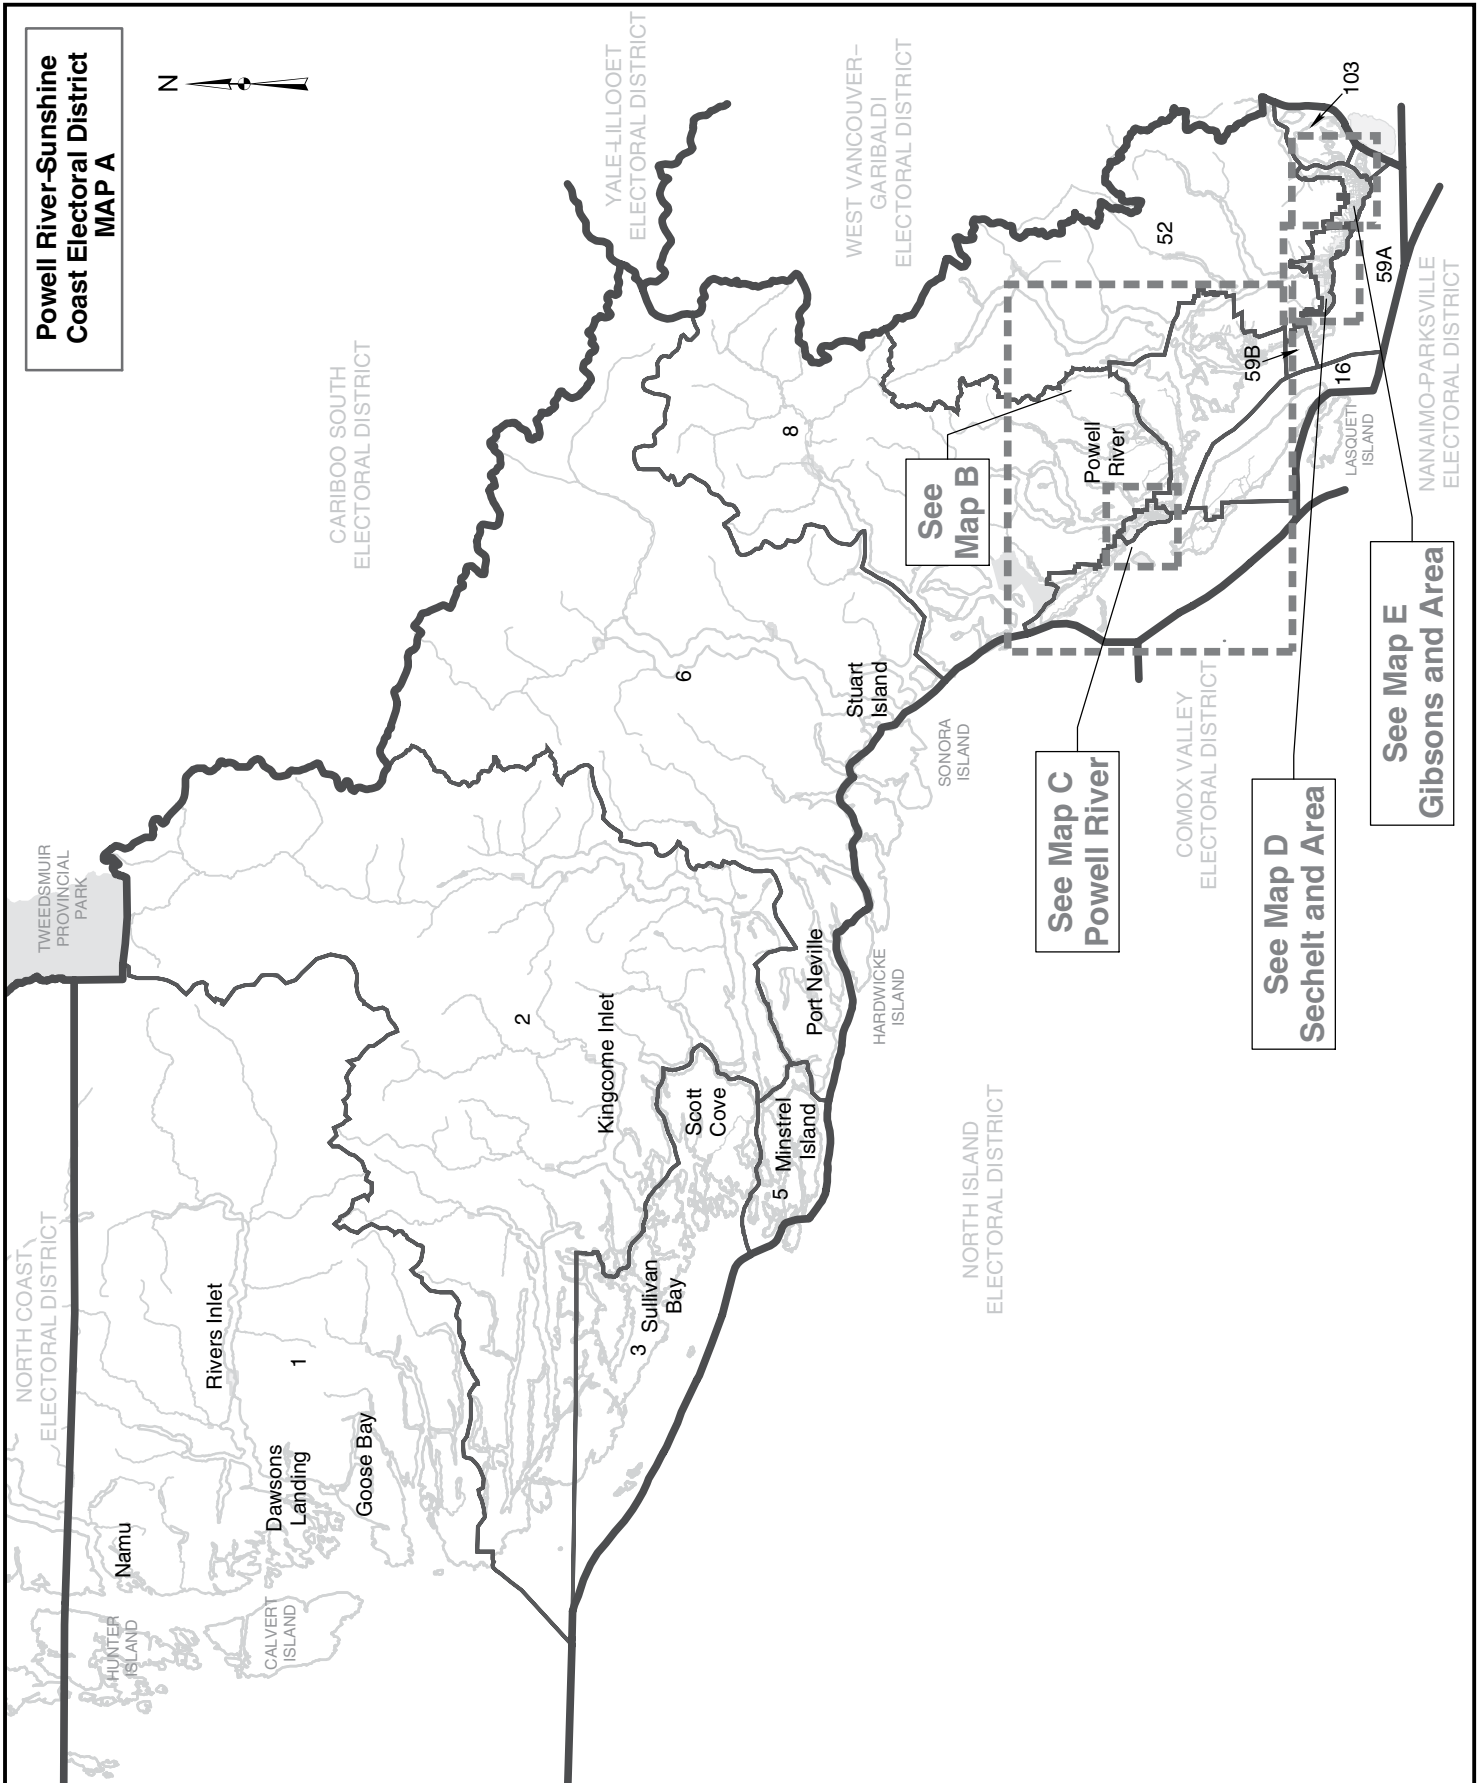 Powell River-Sunshine
Coast Electoral District
MAP A
N
TWEEDSMUIR
PROVINCIAL
PARK
NORTH COAST
ELECTORAL DISTRICT
CARIBOO SOUTH
ELECTORAL DISTRICT
YALE-LILLOOET
ELECTORAL DISTRICT
WEST VANCOUVER–
GARIBALDI
ELECTORAL DISTRICT
HUNTER
ISLAND
Namu
Rivers Inlet
1
Dawsons
Landing
CALVERT
ISLAND
Goose Bay
2
Kingcome Inlet
3
Sullivan
Bay
Scott
Cove
5
Minstrel
Island
Port Neville
HARDWICKE
ISLAND
6
Stuart
Island
SONORA
ISLAND
8
See
Map B
Powell
River
52
59B
16
59A
103
LASQUETI
ISLAND
NORTH ISLAND
ELECTORAL DISTRICT
See Map C
Powell River
COMOX VALLEY
ELECTORAL DISTRICT
See Map D
Sechelt and Area
See Map E
Gibsons and Area
NANAIMO-PARKSVILLE
ELECTORAL DISTRICT